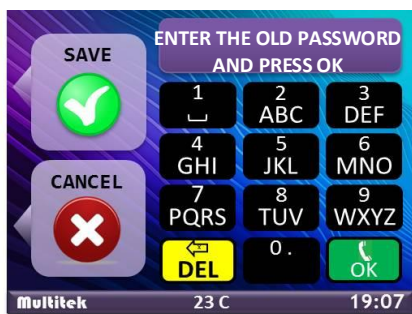 ENTER THE OLD PASSWORD
AND PRESS OK
SAVE
CANCEL
1 2 3
ABC DEF
4 5 6
GHI JKL MNO
7 8 9
PQRS TUV WXYZ
0 .
DEL OK
Multitek 23 C 19:07